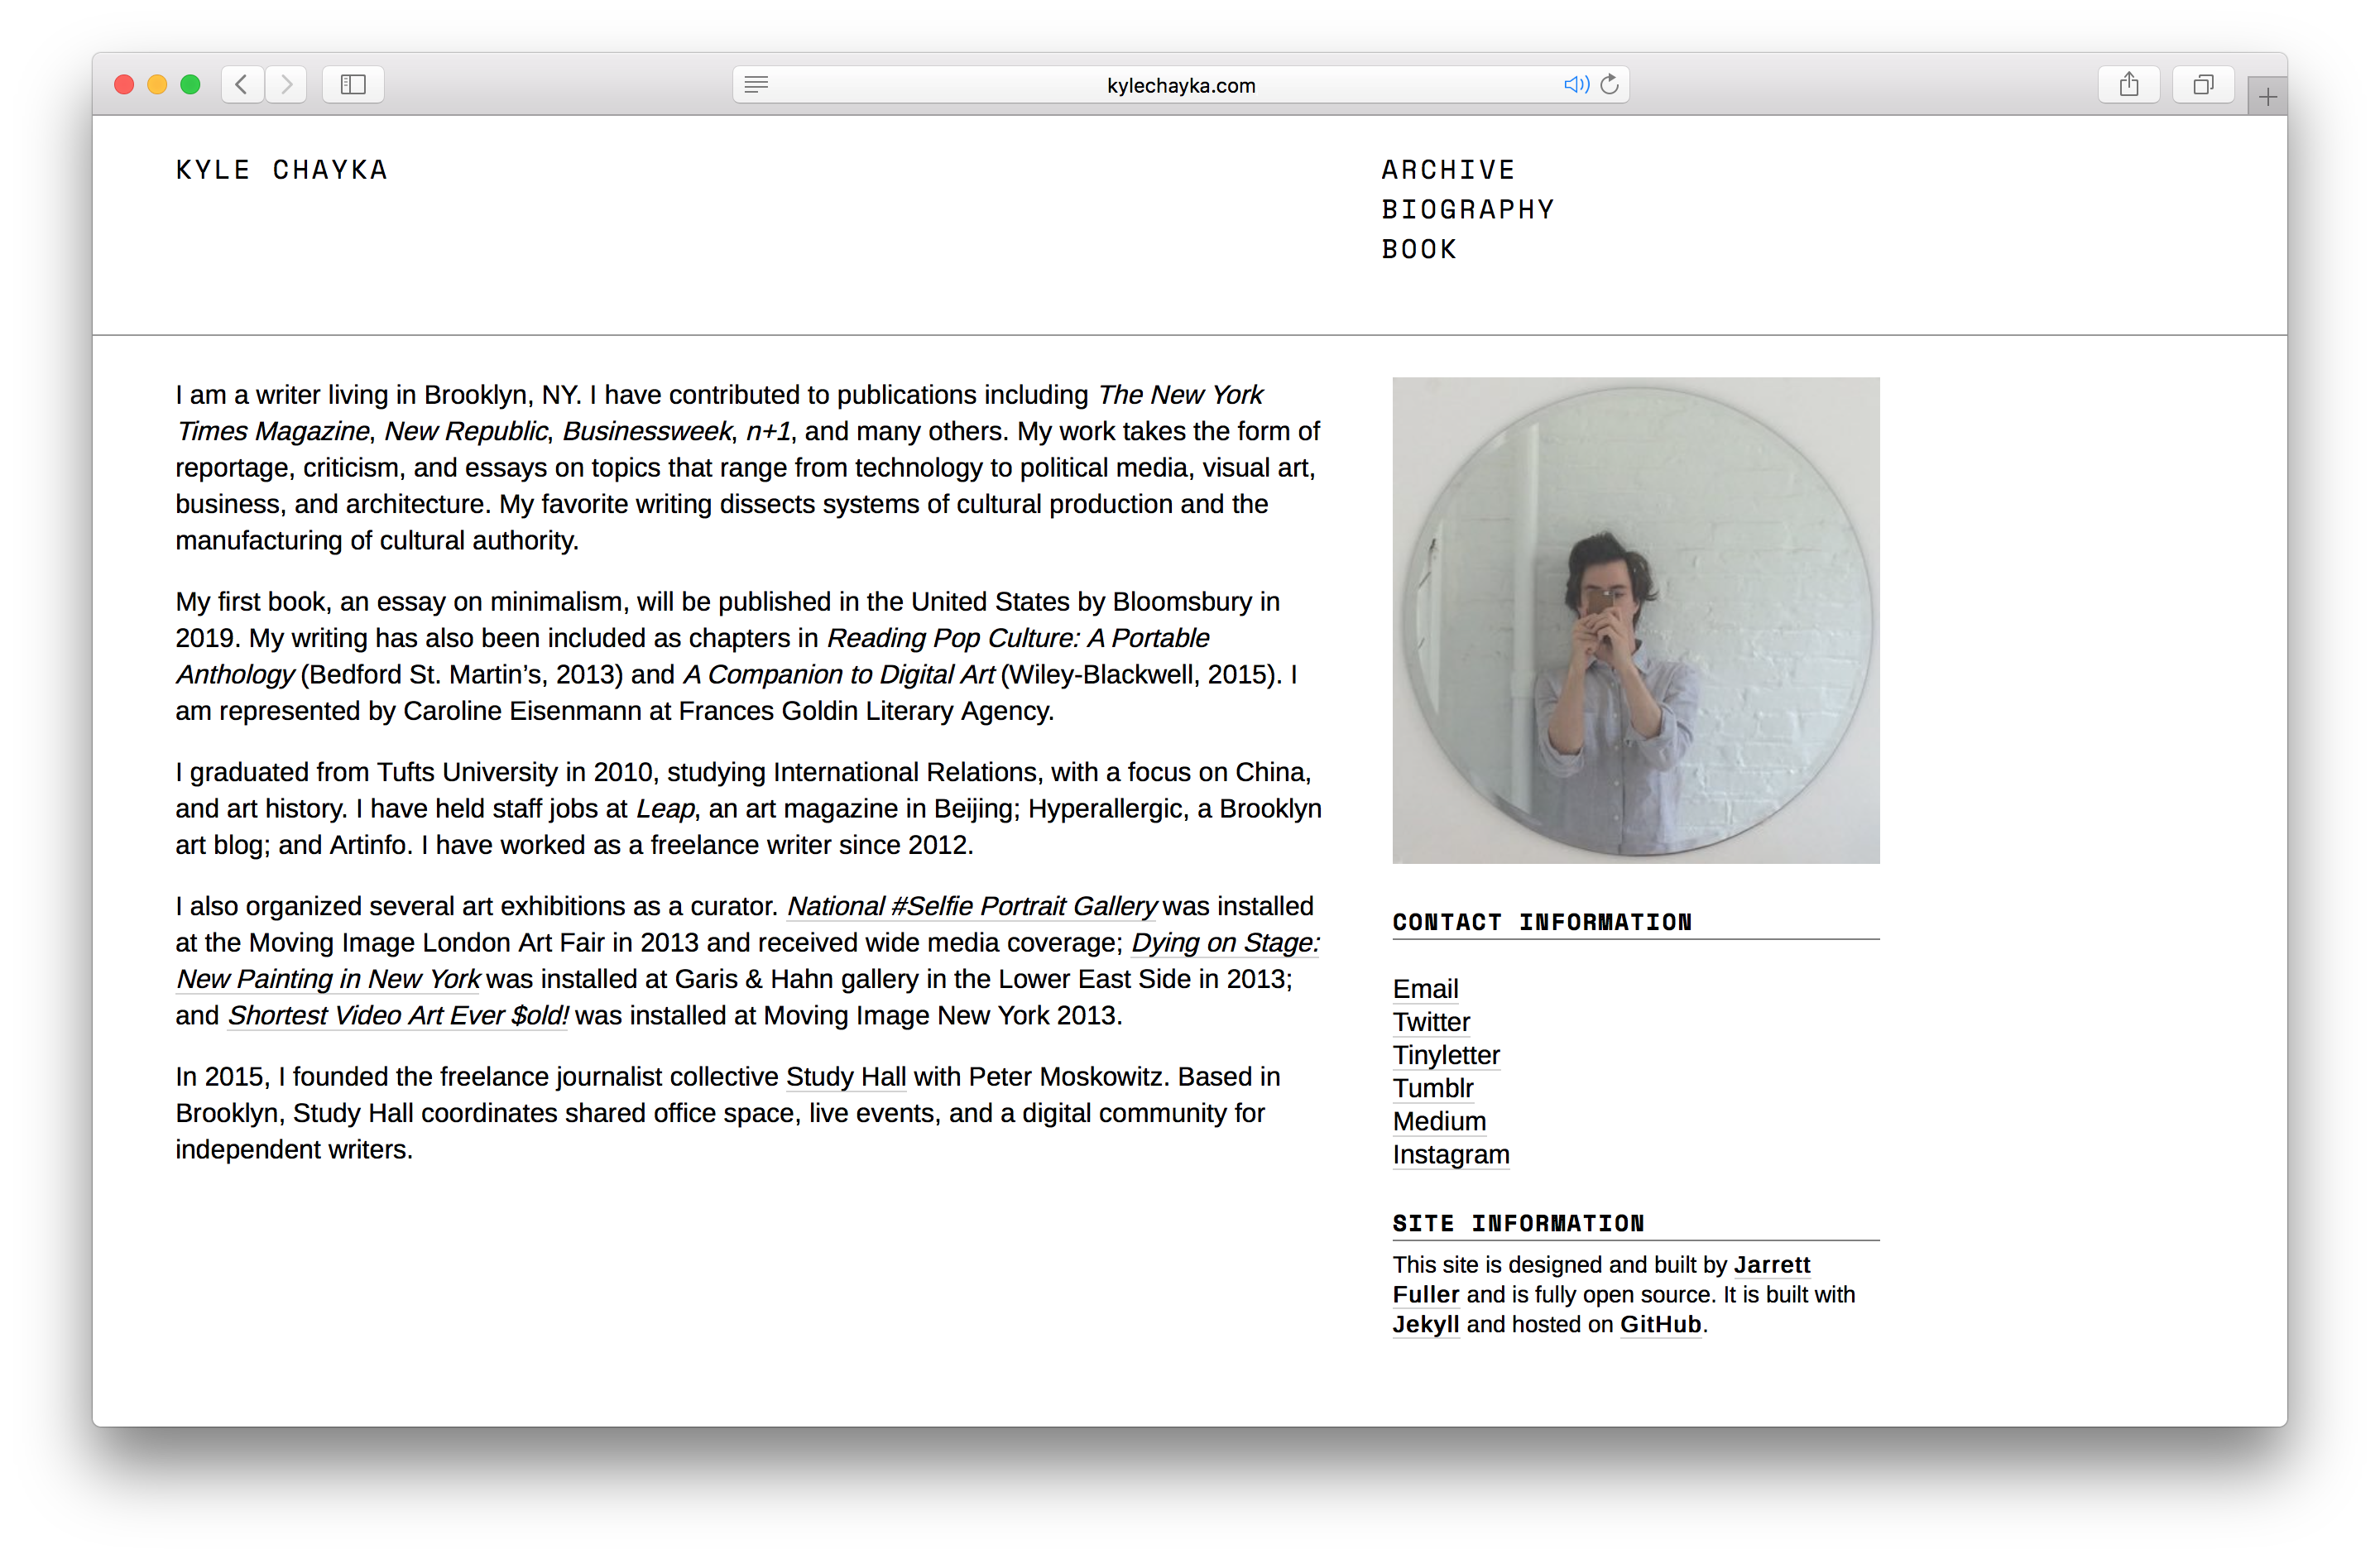 kylechayka.com
KYLE CHAYKA
ARCHIVE
BIOGRAPHY
BOOK
I am a writer living in Brooklyn, NY. I have contributed to publications including The New York
Times Magazine, New Republic, Businessweek, n+1, and many others. My work takes the form of
reportage, criticism, and essays on topics that range from technology to political media, visual art,
business, and architecture. My favorite writing dissects systems of cultural production and the
manufacturing of cultural authority.
My first book, an essay on minimalism, will be published in the United States by Bloomsbury in
2019. My writing has also been included as chapters in Reading Pop Culture: A Portable
Anthology (Bedford St. Martin’s, 2013) and A Companion to Digital Art (Wiley-Blackwell, 2015). I
am represented by Caroline Eisenmann at Frances Goldin Literary Agency.
I graduated from Tufts University in 2010, studying International Relations, with a focus on China,
and art history. I have held staff jobs at Leap, an art magazine in Beijing; Hyperallergic, a Brooklyn
art blog; and Artinfo. I have worked as a freelance writer since 2012.
I also organized several art exhibitions as a curator. National #Selfie Portrait Gallery was installed
at the Moving Image London Art Fair in 2013 and received wide media coverage; Dying on Stage:
New Painting in New York was installed at Garis & Hahn gallery in the Lower East Side in 2013;
and Shortest Video Art Ever $old! was installed at Moving Image New York 2013.
In 2015, I founded the freelance journalist collective Study Hall with Peter Moskowitz. Based in
Brooklyn, Study Hall coordinates shared office space, live events, and a digital community for
independent writers.
CONTACT INFORMATION
Email
Twitter
Tinyletter
Tumblr
Medium
Instagram
SITE INFORMATION
This site is designed and built by Jarrett
Fuller and is fully open source. It is built with
Jekyll and hosted on GitHub.